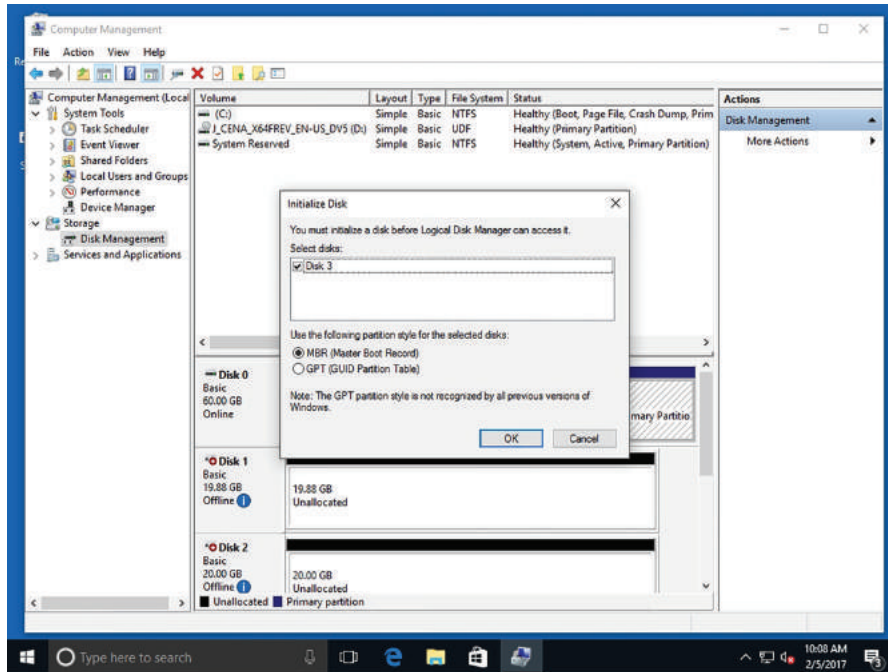 Computer Management
File Action View Help
Computer Management (Local
System Tools
Task Scheduler
Event Viewer
Shared Folders
Local Users and Groups
Performance
Device Manager
Storage
Disk Management
Services and Applications
Volume Layout Type File System Status
(C:) Simple Basic NTFS Healthy (Boot, Page File, Crash Dump, Prim
J_CENA_X64FREV_EN-US_DV5 (D:) Simple Basic UDF Healthy (Primary Partition)
System Reserved Simple Basic NTFS Healthy (System, Active, Primary Partition)
Actions
Disk Management
More Actions
Initialize Disk
You must initialize a disk before Logical Disk Manager can access it.
Select disks:
Disk 3
Use the following partition style for the selected disks:
MBR (Master Boot Record)
GPT (GUID Partition Table)
Note: The GPT partition style is not recognized by all previous versions of
Windows.
OK Cancel
Disk 0
Basic
60.00 GB
Online
mary Partitio
Disk 1
Basic
19.88 GB
Offline
19.88 GB
Unallocated
Disk 2
Basic
20.00 GB
Offline
20.00 GB
Unallocated
Unallocated Primary partition
Type here to search
10:08 AM
2/5/2017